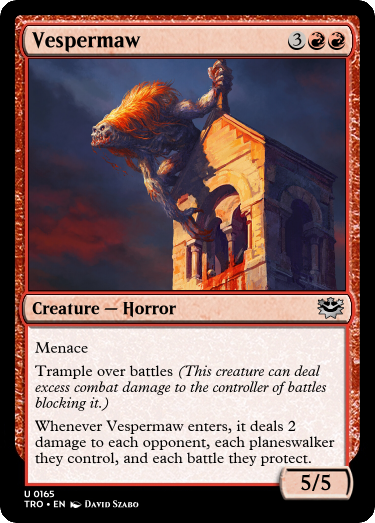 Vespermaw
3
Creature — Horror
Menace
Trample over battles (This creature can deal
excess combat damage to the controller of battles
blocking it.)
Whenever Vespermaw enters, it deals 2
damage to each opponent, each planeswalker
they control, and each battle they protect.
5/5
U 0165
TRO • EN David Szabo